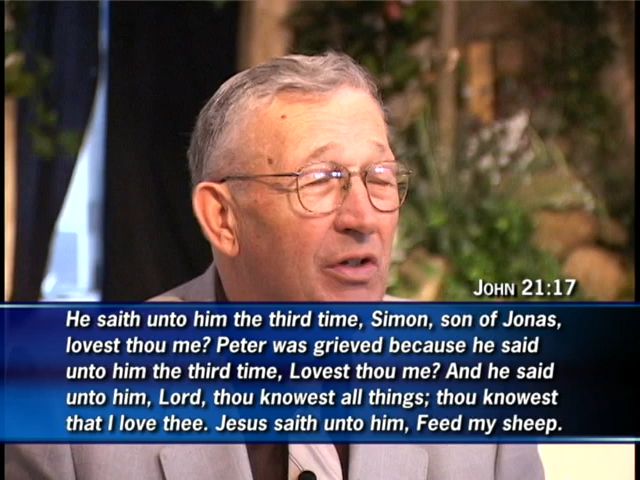 JOHN 21:17
He saith unto him the third time, Simon, son of Jonas,
lovest thou me? Peter was grieved because he said
unto him the third time, Lovest thou me? And he said
unto him, Lord, thou knowest all things; thou knowest
that I love thee. Jesus saith unto him, Feed my sheep.